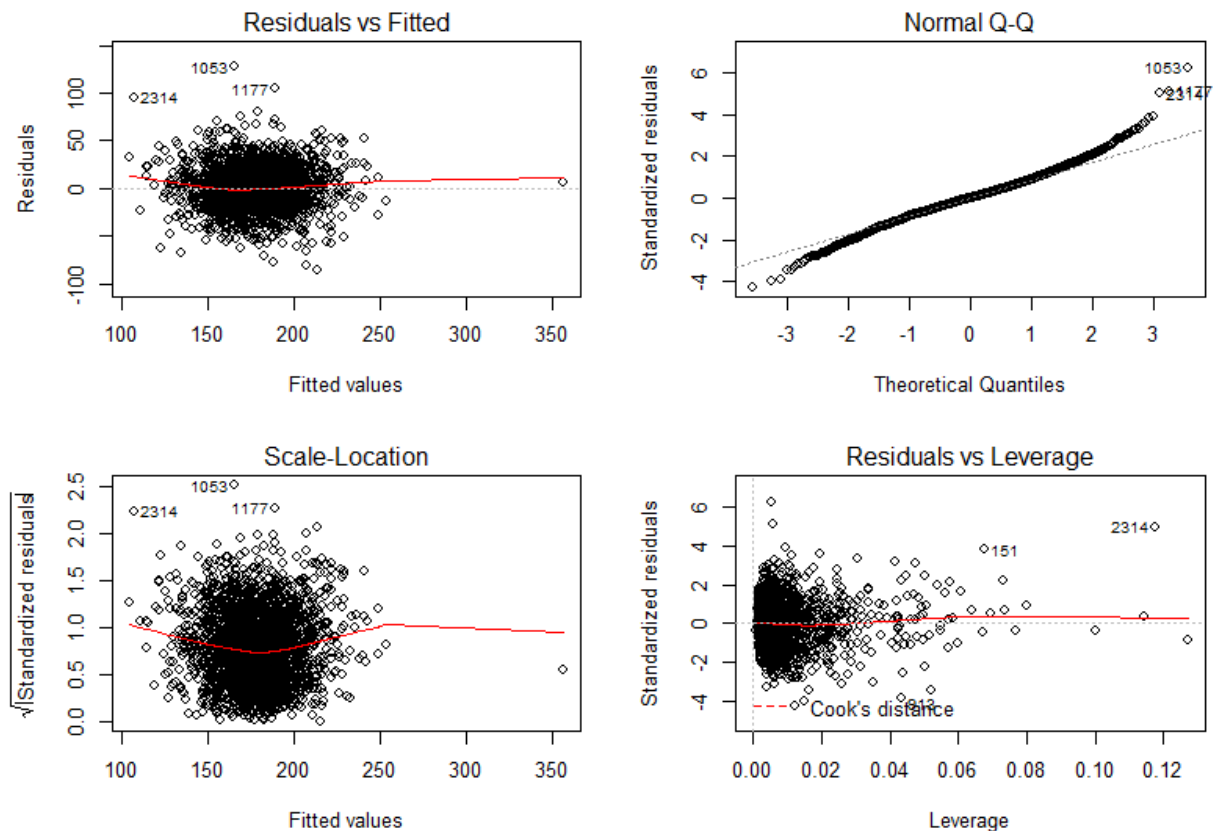 Residuals vs Fitted
Residuals
100
50
0
-100
1053
1177
2314
100 150 200 250 300 350
Fitted values
Normal Q-Q
Standardized residuals
6
4
2
0
-2
-4
1053
1177
2314
-3 -2 -1 0 1 2 3
Theoretical Quantiles
Scale-Location
√|Standardized residuals|
2.5
2.0
1.5
1.0
0.5
0.0
1053
2314
1177
100 150 200 250 300 350
Fitted values
Residuals vs Leverage
Standardized residuals
6
4
2
0
-2
-4
2314
151
913
Cook's distance
0.00 0.02 0.04 0.06 0.08 0.10 0.12
Leverage